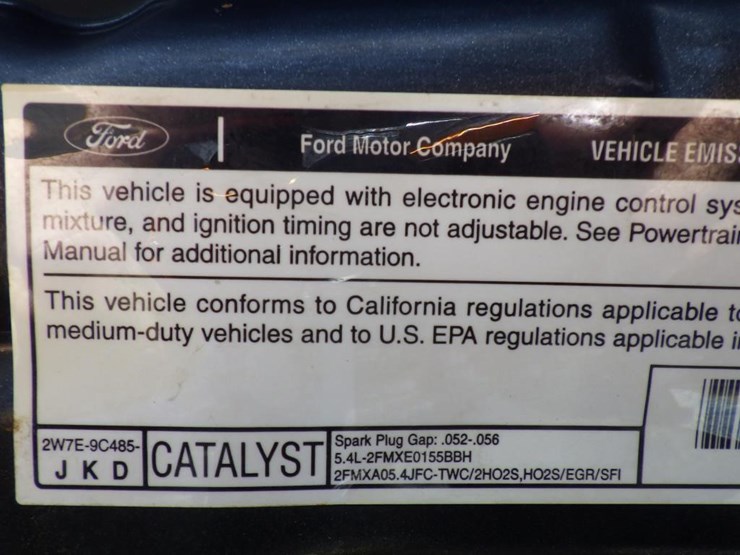 Ford
Ford Motor Company
VEHICLE EMIS
This vehicle is equipped with electronic engine control sys
mixture, and ignition timing are not adjustable. See Powertrai
Manual for additional information.
This vehicle conforms to California regulations applicable t
medium-duty vehicles and to U.S. EPA regulations applicable i
2W7E-9C485-
J K D
CATALYST
Spark Plug Gap: .052-.056
5.4L-2FMXE0155BBH
2FMXA05.4JFC-TWC/2HO2S,HO2S/EGR/SFI